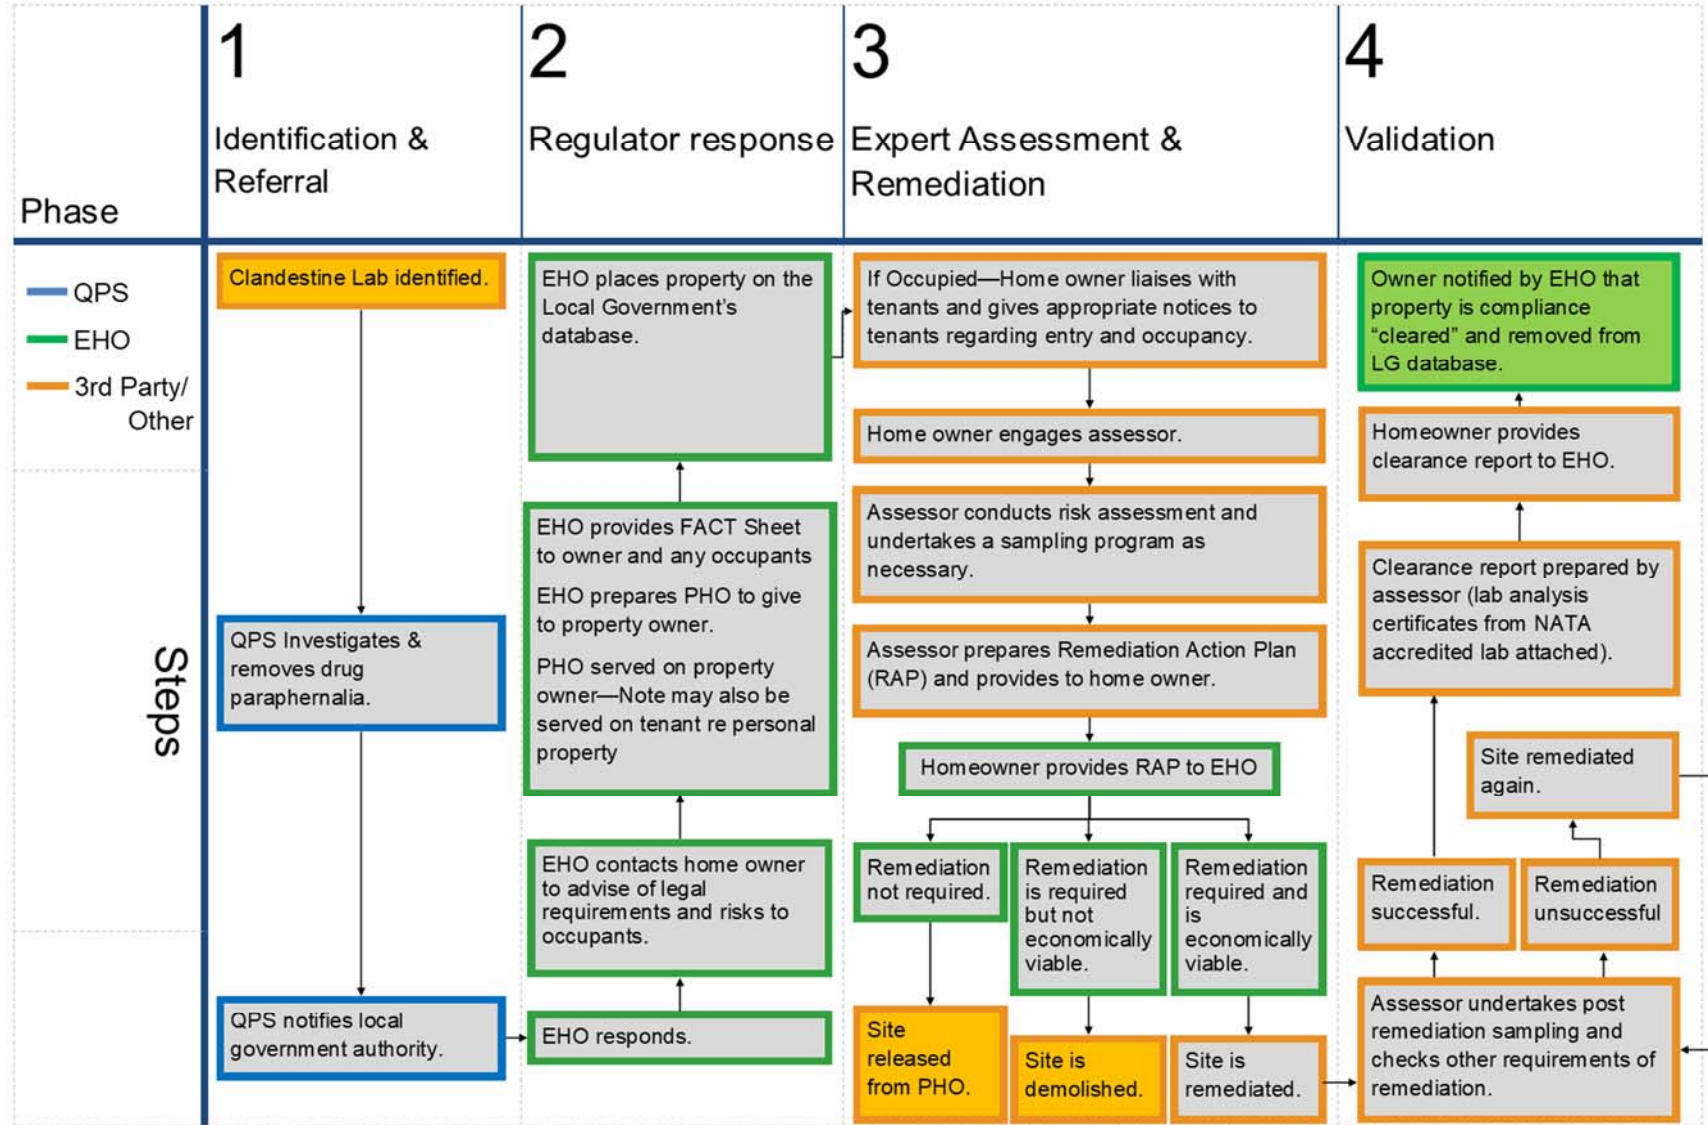 Phase
1
Identification &
Referral
2
Regulator response
3
Expert Assessment &
Remediation
4
Validation
QPS
EHO
3rd Party/
Other
Steps
Clandestine Lab identified.
QPS Investigates &
removes drug
paraphernalia.
QPS notifies local
government authority.
EHO responds.
EHO contacts home owner
to advise of legal
requirements and risks to
occupants.
EHO provides FACT Sheet
to owner and any occupants
EHO prepares PHO to give
to property owner.
PHO served on property
owner—Note may also be
served on tenant re personal
property
EHO places property on the
Local Government’s
database.
If Occupied—Home owner liaises with
tenants and gives appropriate notices to
tenants regarding entry and occupancy.
Home owner engages assessor.
Assessor conducts risk assessment and
undertakes a sampling program as
necessary.
Assessor prepares Remediation Action Plan
(RAP) and provides to home owner.
Homeowner provides RAP to EHO
Remediation
not required.
Site
released
from PHO.
Remediation
is required
but not
economically
viable.
Site is
demolished.
Remediation
required and
is
economically
viable.
Site is
remediated.
Assessor undertakes post
remediation sampling and
checks other requirements of
remediation.
Remediation
successful.
Remediation
unsuccessful
Site remediated
again.
Clearance report prepared by
assessor (lab analysis
certificates from NATA
accredited lab attached).
Homeowner provides
clearance report to EHO.
Owner notified by EHO that
property is compliance
“cleared” and removed from
LG database.